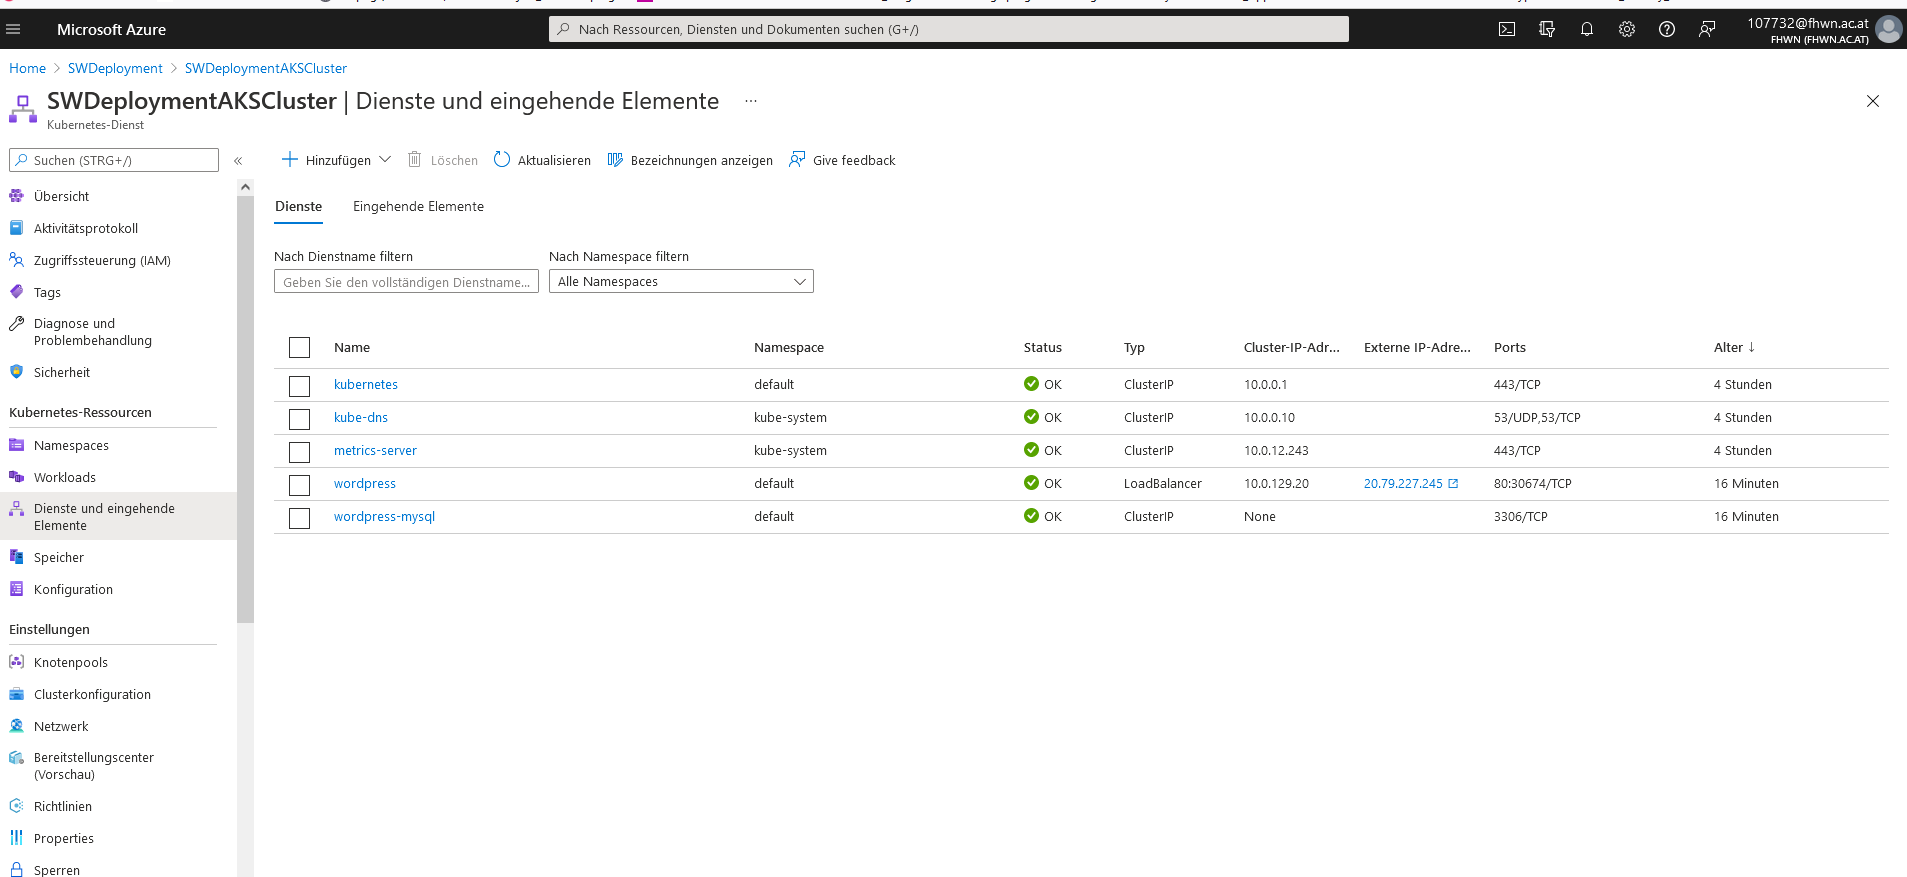 Microsoft Azure
Nach Ressourcen, Diensten und Dokumenten suchen (G+/)
107732@fhwn.ac.at
FHWN (FHWN.AC.AT)
Home > SWDeployment > SWDeploymentAKSCluster
SWDeploymentAKSCluster | Dienste und eingehende Elemente ...
Kubernetes-Dienst
Suchen (STRG+/)
«
Hinzufügen
Löschen
Aktualisieren
Bezeichnungen anzeigen
Give feedback
Übersicht
Aktivitätsprotokoll
Zugriffssteuerung (IAM)
Tags
Diagnose und
Problembehandlung
Sicherheit
Kubernetes-Ressourcen
Namespaces
Workloads
Dienste und eingehende
Elemente
Speicher
Konfiguration
Einstellungen
Knotenpools
Clusterkonfiguration
Netzwerk
Bereitstellungscenter
(Vorschau)
Richtlinien
Properties
Sperren
Dienste
Eingehende Elemente
Nach Dienstname filtern
Nach Namespace filtern
Geben Sie den vollständigen Dienstname...
Alle Namespaces
Name Namespace Status Typ Cluster-IP-Adr... Externe IP-Adre... Ports Alter ↓
kubernetes default OK ClusterIP 10.0.0.1 443/TCP 4 Stunden
kube-dns kube-system OK ClusterIP 10.0.0.10 53/UDP,53/TCP 4 Stunden
metrics-server kube-system OK ClusterIP 10.0.12.243 443/TCP 4 Stunden
wordpress default OK LoadBalancer 10.0.129.20 20.79.227.245 80:30674/TCP 16 Minuten
wordpress-mysql default OK ClusterIP None 3306/TCP 16 Minuten